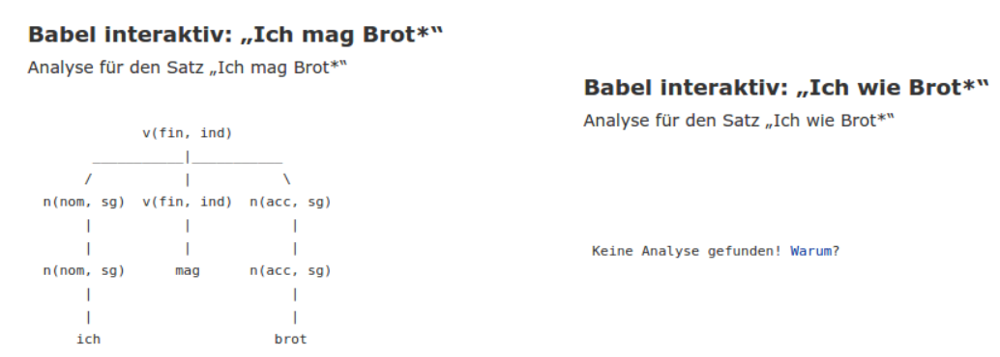 Babel interaktiv: „Ich mag Brot*“
Analyse für den Satz „Ich mag Brot*“
v(fin, ind)
__________|__________
/ | \
n(nom, sg) v(fin, ind) n(acc, sg)
| | |
| | |
n(nom, sg) mag n(acc, sg)
| |
| |
ich brot
Babel interaktiv: „Ich wie Brot*“
Analyse für den Satz „Ich wie Brot*“
Keine Analyse gefunden! Warum?